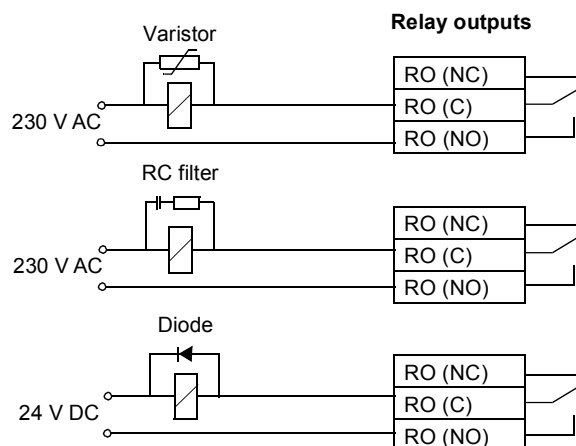 Relay outputs
Varistor
230 V AC
RO (NC)
RO (C)
RO (NO)
RC filter
230 V AC
RO (NC)
RO (C)
RO (NO)
Diode
24 V DC
RO (NC)
RO (C)
RO (NO)